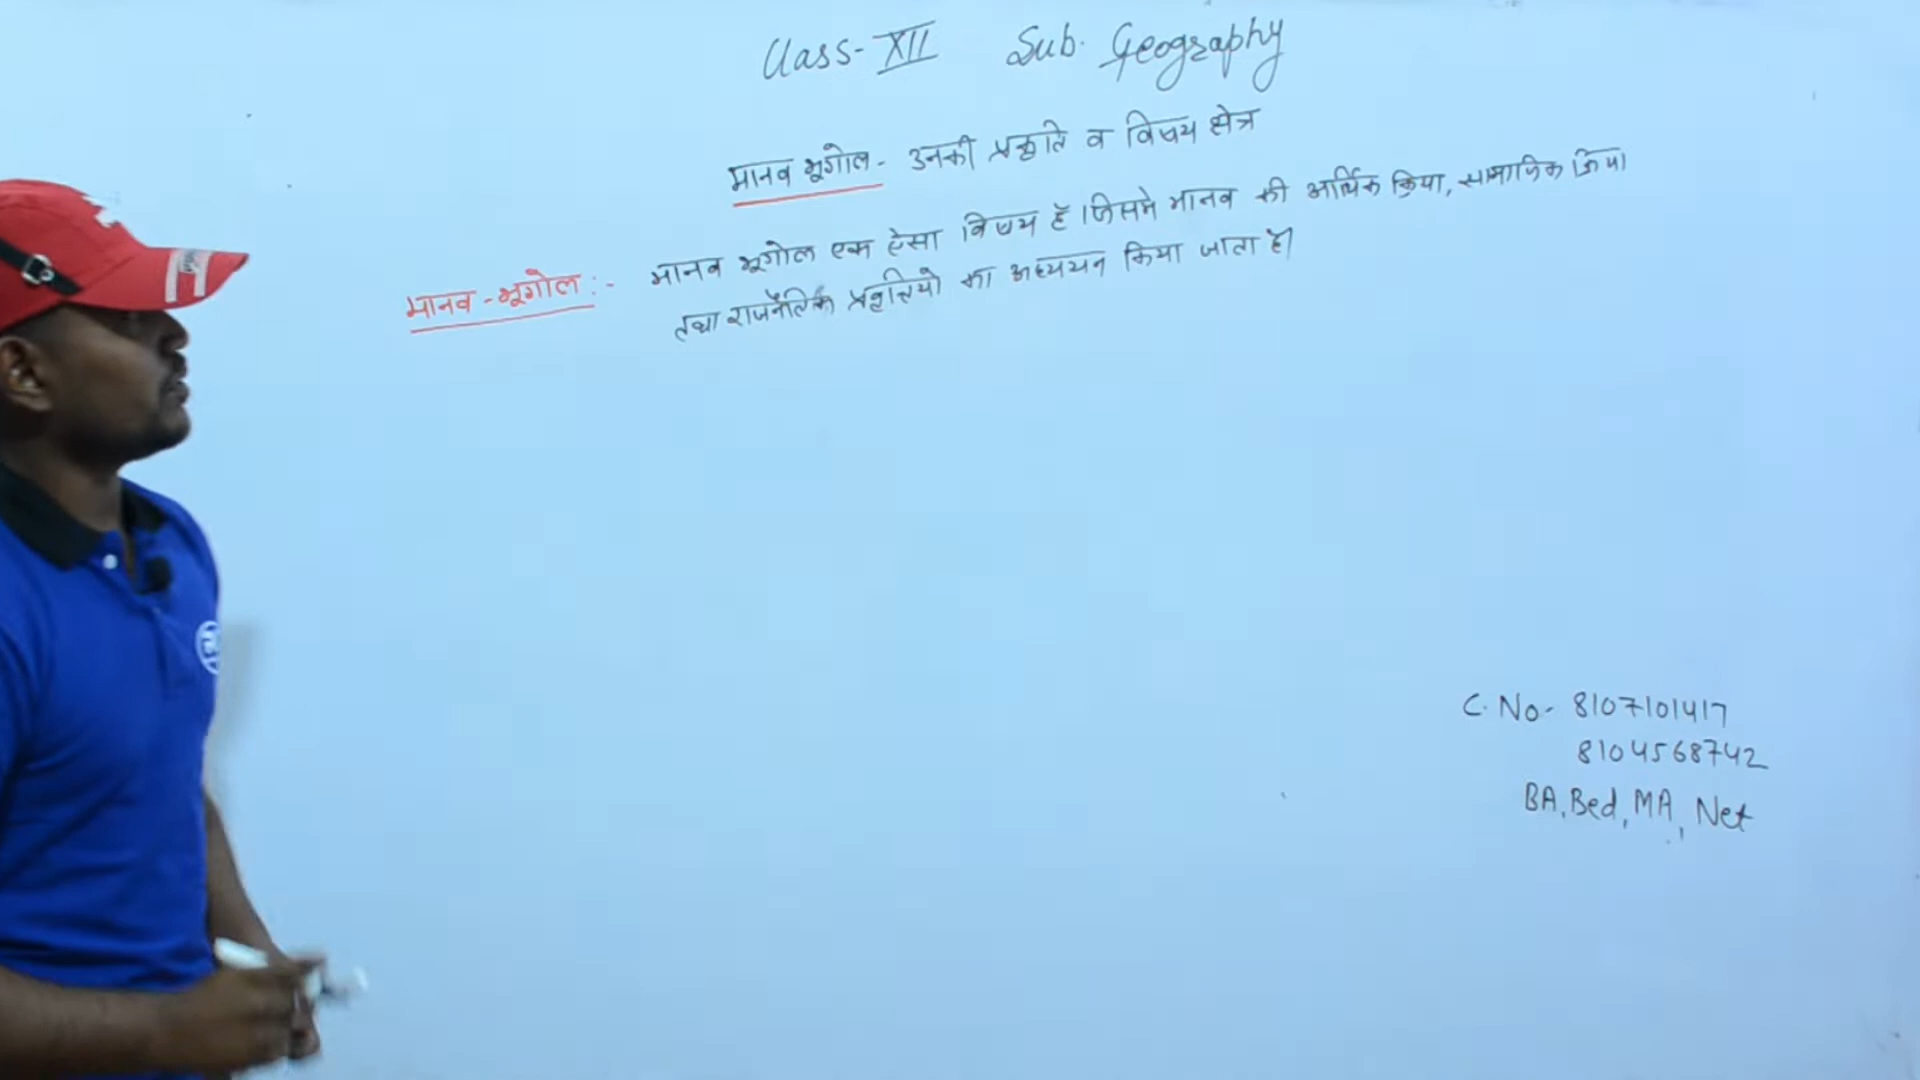 Class- XII Sub. Geography
मानव भूगोल - उनकी प्रकृति व विषय क्षेत्र
मानव - भूगोल :- मानव भूगोल एक ऐसा विषय है जिसमे मानव की आर्थिक क्रिया, सामाजिक क्रिया
तथा राजनैतिक प्रवृत्तियो का अध्ययन किया जाता है।
C. No- 8107101417
8104568742
BA, Bed, MA, Net